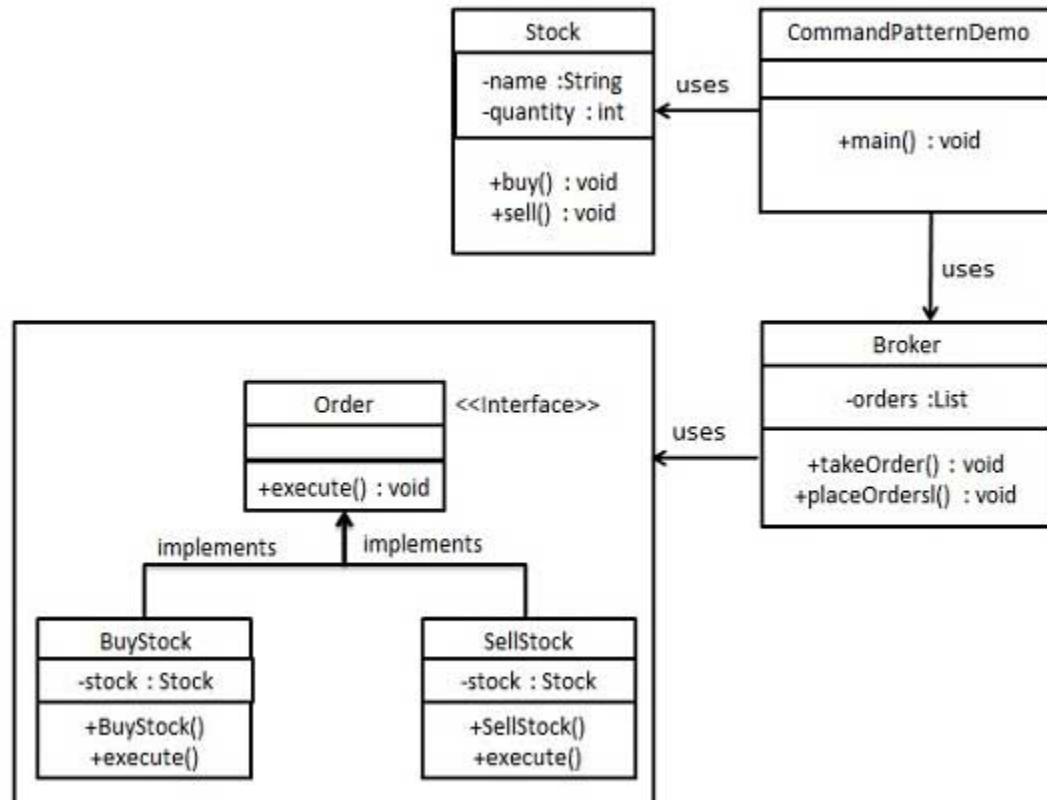 Stock
-name :String
-quantity : int
+buy() : void
+sell() : void
uses
CommandPatternDemo
+main() : void
uses
Broker
-orders :List
+takeOrder() : void
+placeOrdersl() : void
uses
Order
<<Interface>>
+execute() : void
implements
implements
BuyStock
-stock : Stock
+BuyStock()
+execute()
SellStock
-stock : Stock
+SellStock()
+execute()